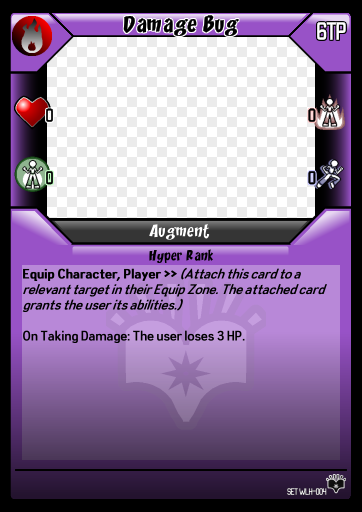 Damage Bug
6TP
0
0
0
0
Augment
Hyper Rank
Equip Character, Player >> (Attach this card to a
relevant target in their Equip Zone. The attached card
grants the user its abilities.)
On Taking Damage: The user loses 3 HP.
SET WLH-004